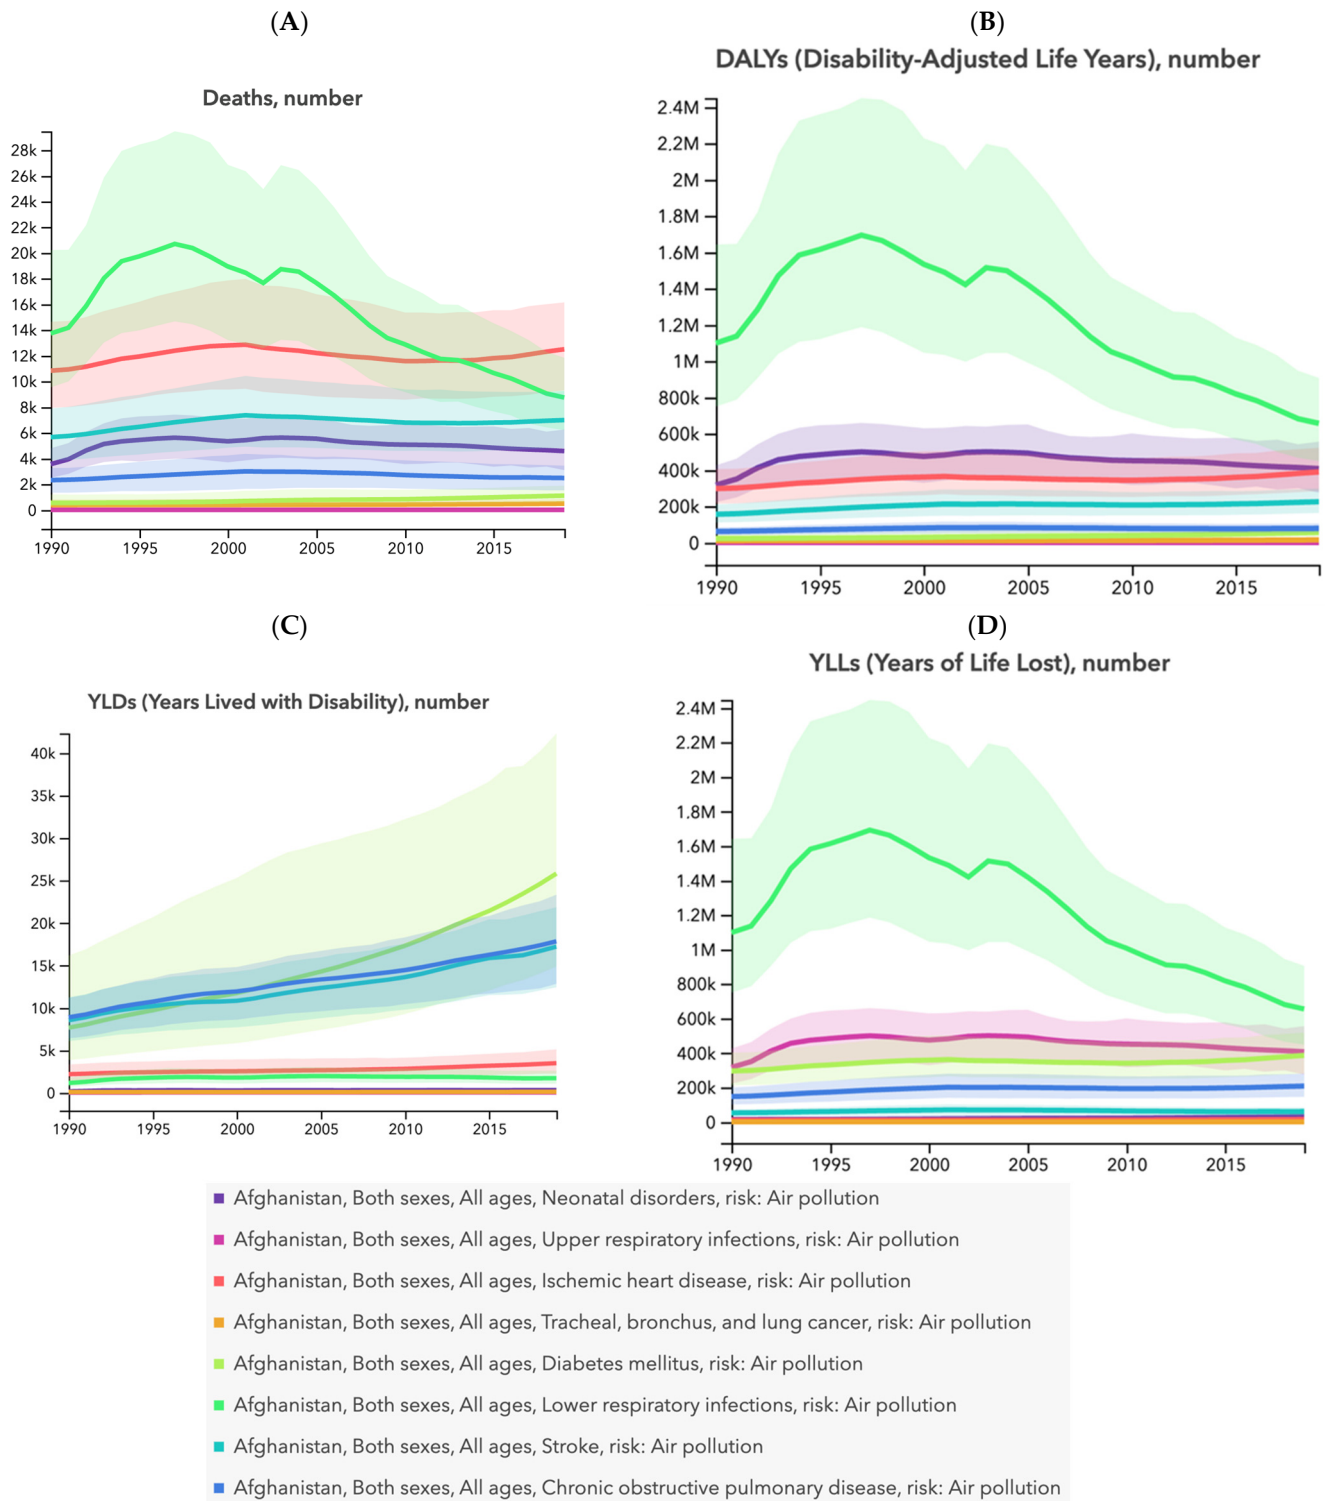 (A)
(B)
DALYs (Disability-Adjusted Life Years), number
Deaths, number
28k
26k
24k
22k
20k
18k
16k
14k
12k
10k
8k
6k
4k
2k
0
1990 1995 2000 2005 2010 2015
2.4M
2.2M
2M
1.8M
1.6M
1.4M
1.2M
1M
800k
600k
400k
200k
0
1990 1995 2000 2005 2010 2015
(C)
(D)
YLLs (Years of Life Lost), number
YLDs (Years Lived with Disability), number
40k
35k
30k
25k
20k
15k
10k
5k
0
1990 1995 2000 2005 2010 2015
2.4M
2.2M
2M
1.8M
1.6M
1.4M
1.2M
1M
800k
600k
400k
200k
0
1990 1995 2000 2005 2010 2015
Afghanistan, Both sexes, All ages, Neonatal disorders, risk: Air pollution
Afghanistan, Both sexes, All ages, Upper respiratory infections, risk: Air pollution
Afghanistan, Both sexes, All ages, Ischemic heart disease, risk: Air pollution
Afghanistan, Both sexes, All ages, Tracheal, bronchus, and lung cancer, risk: Air pollution
Afghanistan, Both sexes, All ages, Diabetes mellitus, risk: Air pollution
Afghanistan, Both sexes, All ages, Lower respiratory infections, risk: Air pollution
Afghanistan, Both sexes, All ages, Stroke, risk: Air pollution
Afghanistan, Both sexes, All ages, Chronic obstructive pulmonary disease, risk: Air pollution